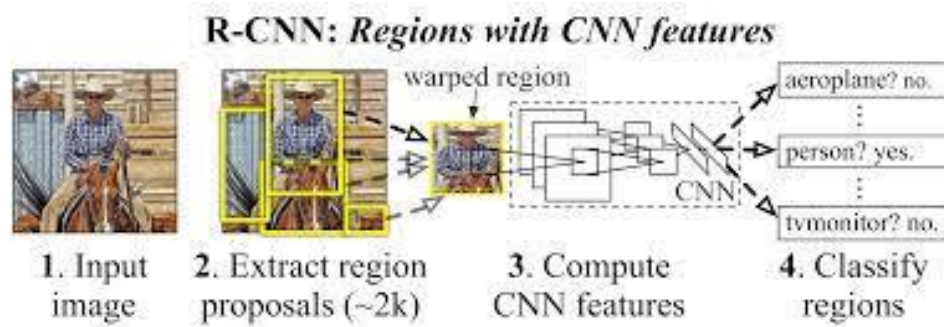 R-CNN: Regions with CNN features
warped region
aeroplane? no.
person? yes.
tvmonitor? no.
CNN
1. Input
image
2. Extract region
proposals (~2k)
3. Compute
CNN features
4. Classify
regions